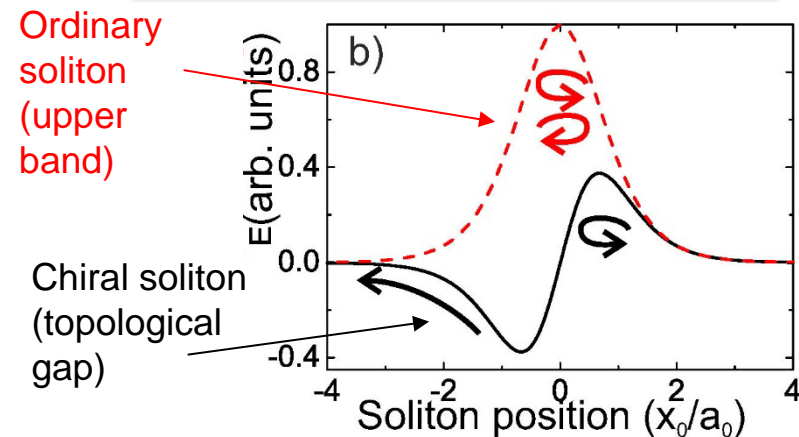 Ordinary
soliton
(upper
band)
Chiral soliton
(topological
gap)
b)
E(arb. units)
0.8
0.4
0.0
-0.4
-4
-2
0
2
4
Soliton position (x₀/a₀)